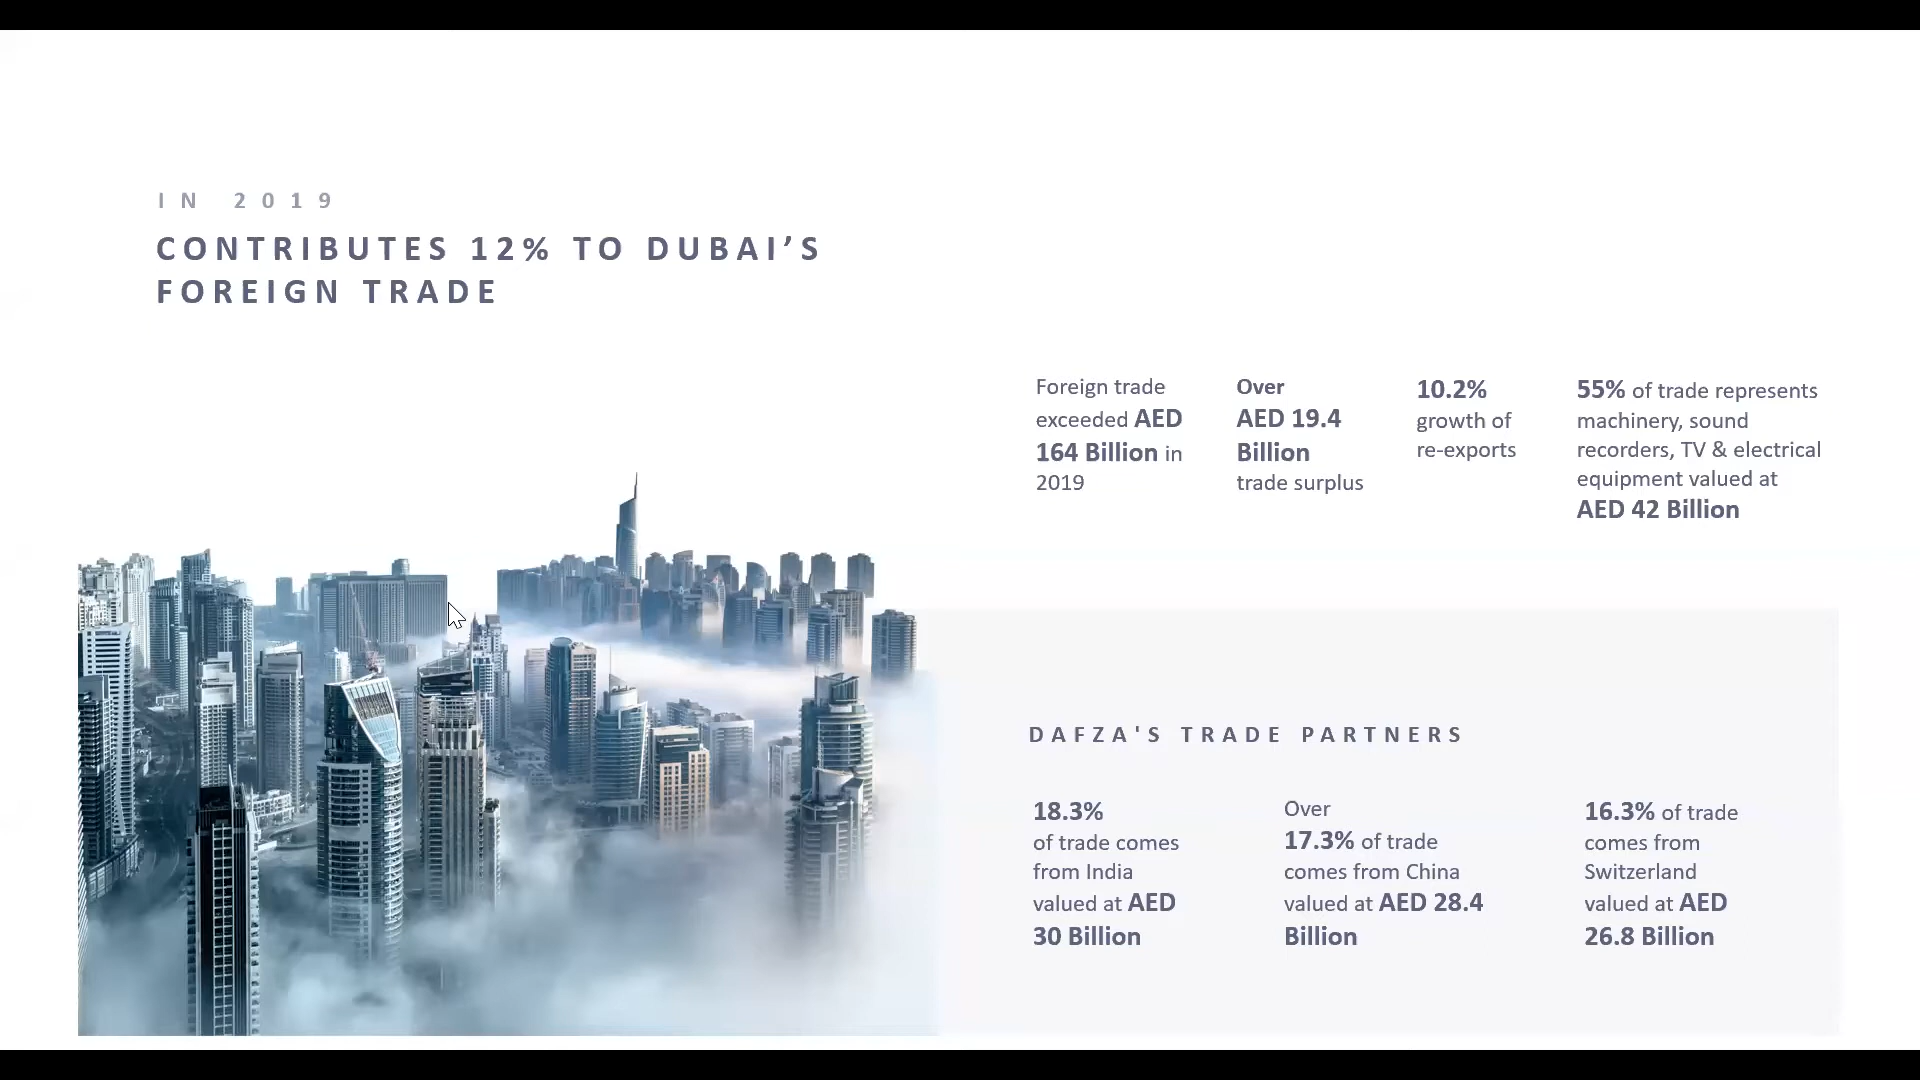 IN 2019
CONTRIBUTES 12% TO DUBAI’S
FOREIGN TRADE
Foreign trade
exceeded AED
164 Billion in
2019
Over
AED 19.4
Billion
trade surplus
10.2%
growth of
re-exports
55% of trade represents
machinery, sound
recorders, TV & electrical
equipment valued at
AED 42 Billion
DAFZA'S TRADE PARTNERS
18.3%
of trade comes
from India
valued at AED
30 Billion
Over
17.3% of trade
comes from China
valued at AED 28.4
Billion
16.3% of trade
comes from
Switzerland
valued at AED
26.8 Billion